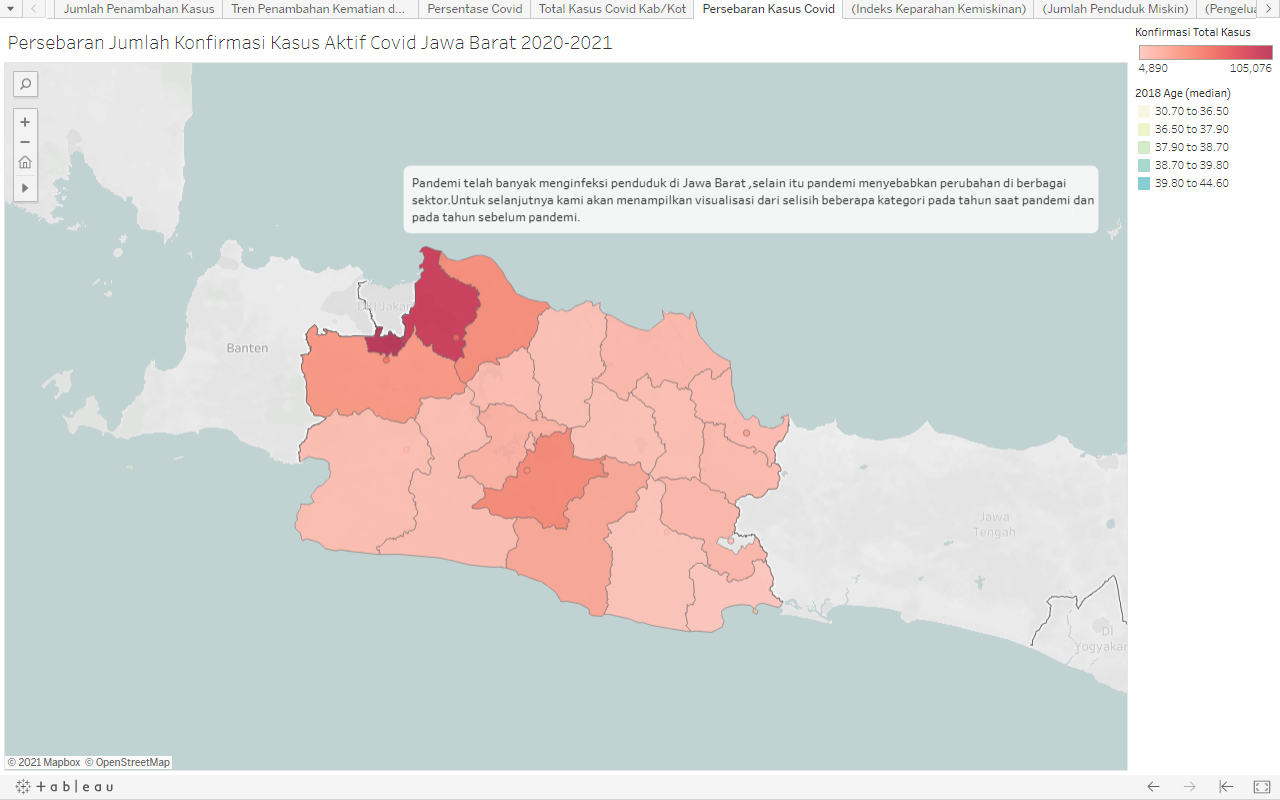 Jumlah Penambahan Kasus
Tren Penambahan Kematian d...
Persentase Covid
Total Kasus Covid Kab/Kot
Persebaran Kasus Covid
(Indeks Keparahan Kemiskinan)
(Jumlah Penduduk Miskin)
(Pengelua
Persebaran Jumlah Konfirmasi Kasus Aktif Covid Jawa Barat 2020-2021
Konfirmasi Total Kasus
4,890 105,076
2018 Age (median)
30.70 to 36.50
36.50 to 37.90
37.90 to 38.70
38.70 to 39.80
39.80 to 44.60
Pandemi telah banyak menginfeksi penduduk di Jawa Barat ,selain itu pandemi menyebabkan perubahan di berbagai
sektor.Untuk selanjutnya kami akan menampilkan visualisasi dari selisih beberapa kategori pada tahun saat pandemi dan
pada tahun sebelum pandemi.
DKI Jakar
Banten
Jawa
Tengah
DI
Yogyakar
© 2021 Mapbox © OpenStreetMap
+ a b | e a u